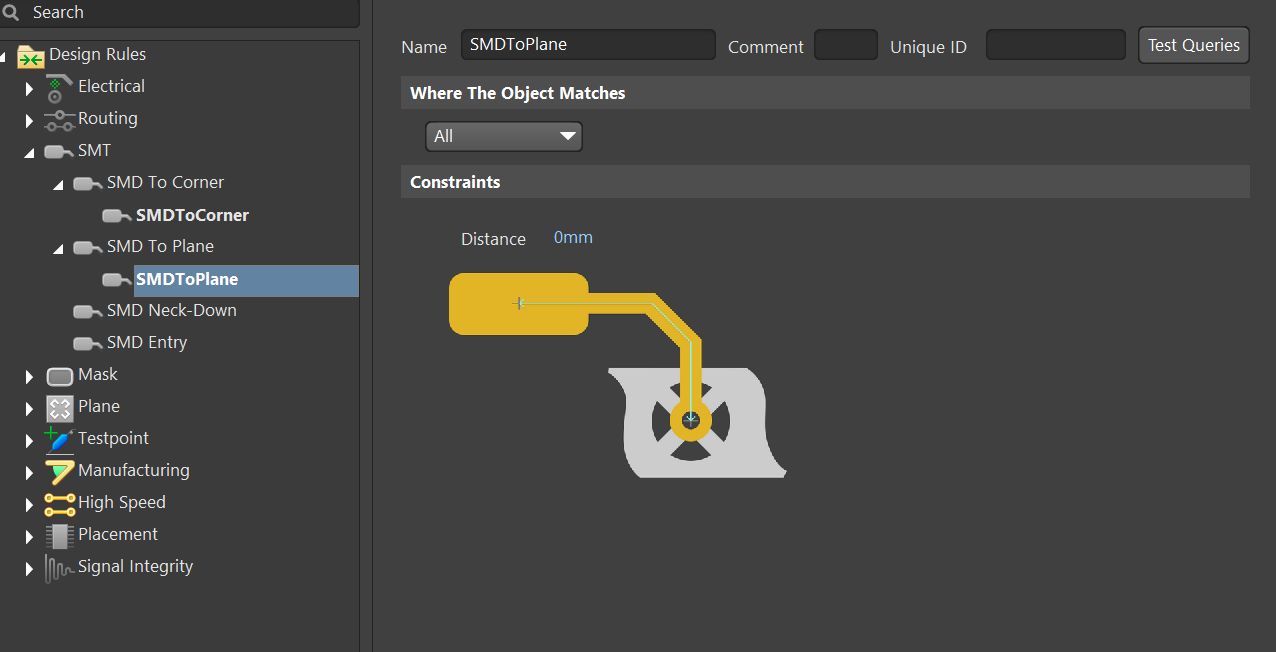 Search
Design Rules
Electrical
Routing
SMT
SMD To Corner
SMDToCorner
SMD To Plane
SMDToPlane
SMD Neck-Down
SMD Entry
Mask
Plane
Testpoint
Manufacturing
High Speed
Placement
Signal Integrity
Name SMDToPlane Comment Unique ID Test Queries
Where The Object Matches
All
Constraints
Distance 0mm